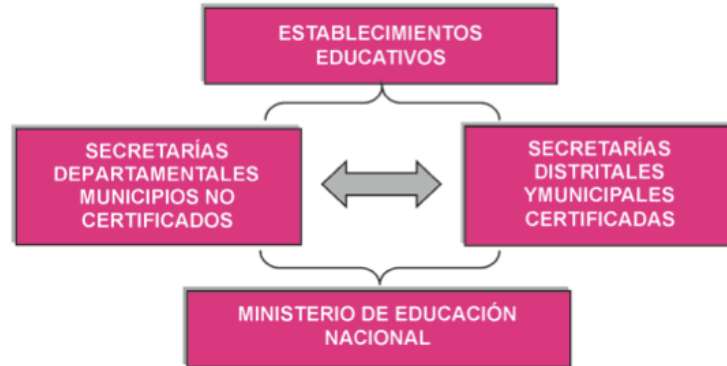 ESTABLECIMIENTOS
EDUCATIVOS
SECRETARÍAS
DEPARTAMENTALES
MUNICIPIOS NO
CERTIFICADOS
SECRETARÍAS
DISTRITALES
YMUNICIPALES
CERTIFICADAS
MINISTERIO DE EDUCACIÓN
NACIONAL